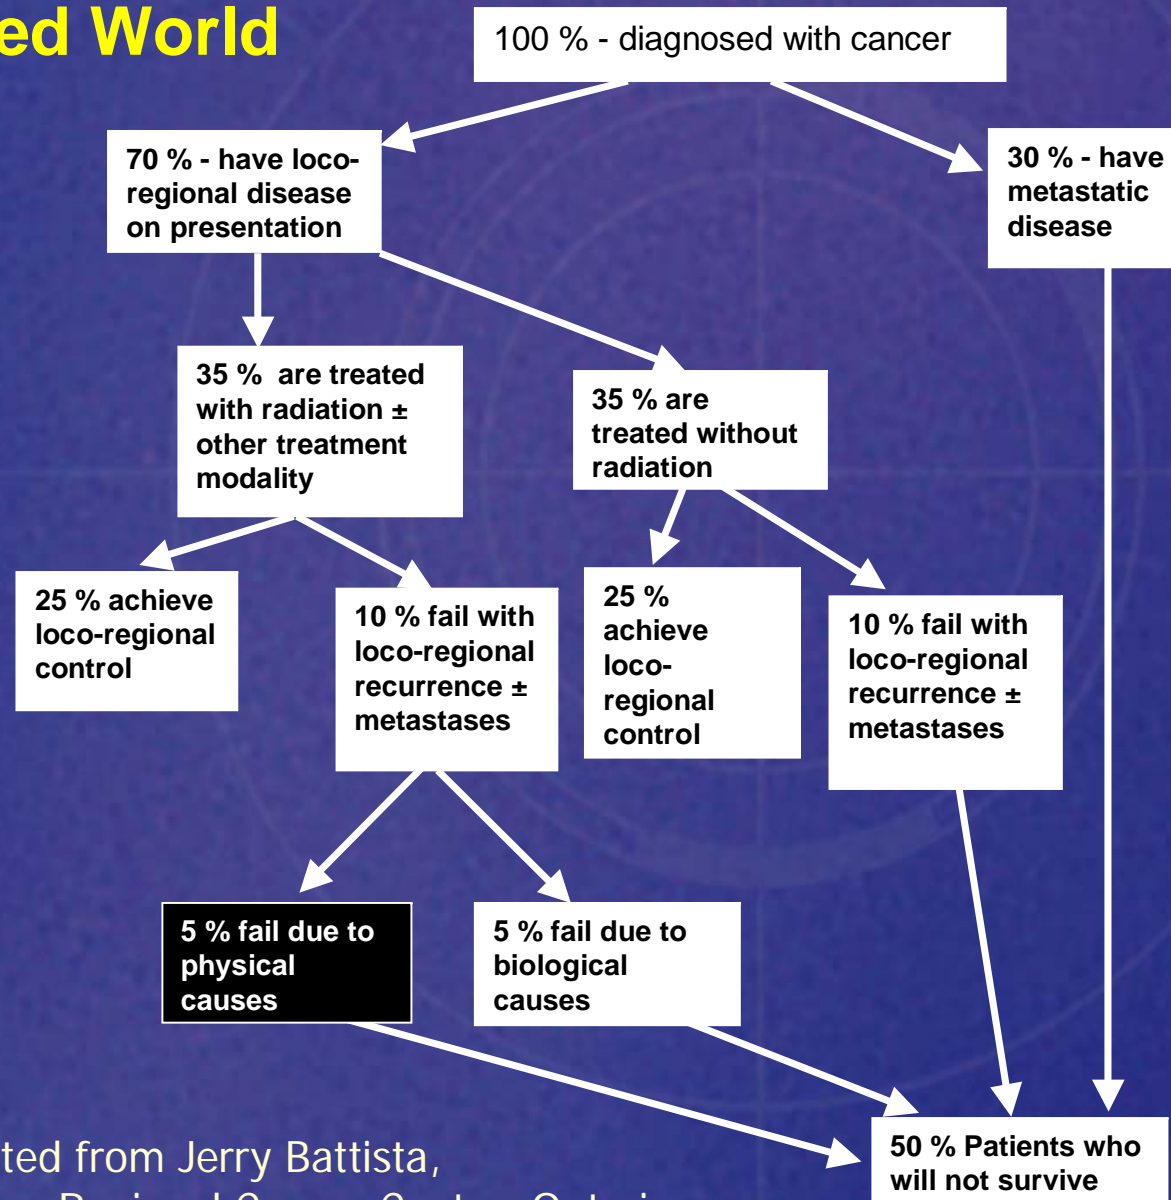 ed World
100 % - diagnosed with cancer
70 % - have loco-
regional disease
on presentation
30 % - have
metastatic
disease
35 % are treated
with radiation ±
other treatment
modality
35 % are
treated without
radiation
25 % achieve
loco-regional
control
10 % fail with
loco-regional
recurrence ±
metastases
25 %
achieve
loco-
regional
control
10 % fail with
loco-regional
recurrence ±
metastases
5 % fail due to
physical
causes
5 % fail due to
biological
causes
50 % Patients who
will not survive
ted from Jerry Battista,
Regional Cancer Centre, Ontario